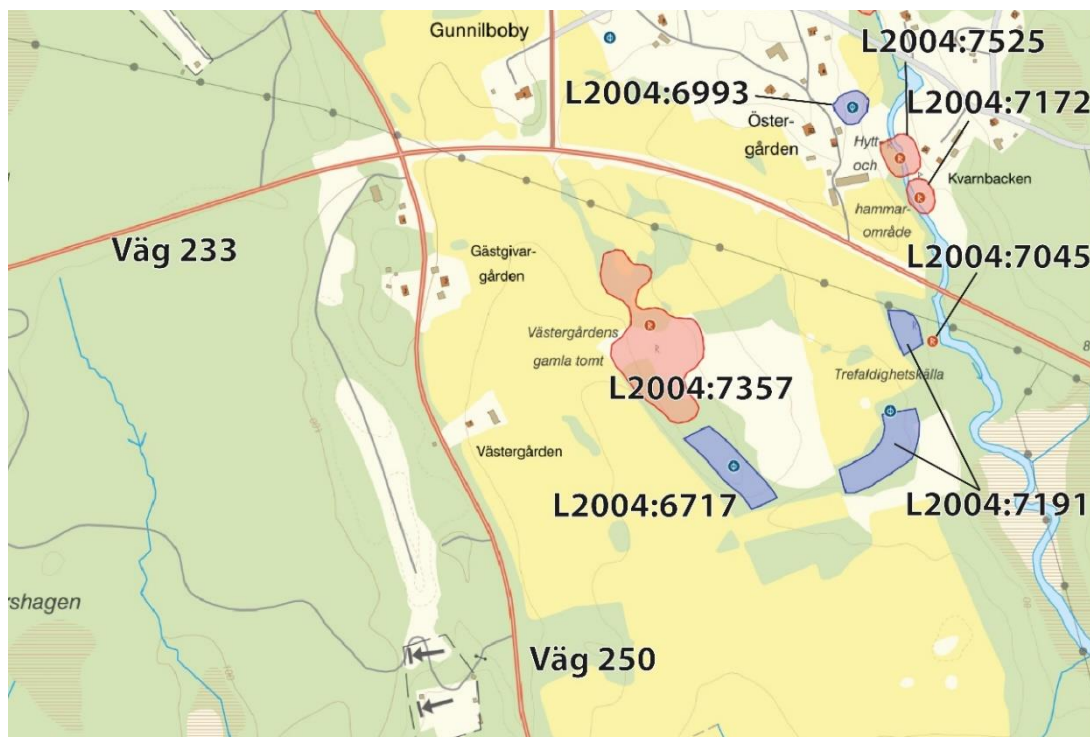 Gunnilboby
L2004:7525
L2004:6993
L2004:7172
Öster-
gården
Hytt-
och
Kvarnbacken
hammar-
område
Väg 233
Gästgivar-
gården
L2004:7045
Västergårdens
gamla tomt
R
R
Trefaldighetskälla
L2004:7357
Västergården
L2004:6717
L2004:7191
rshagen
Väg 250